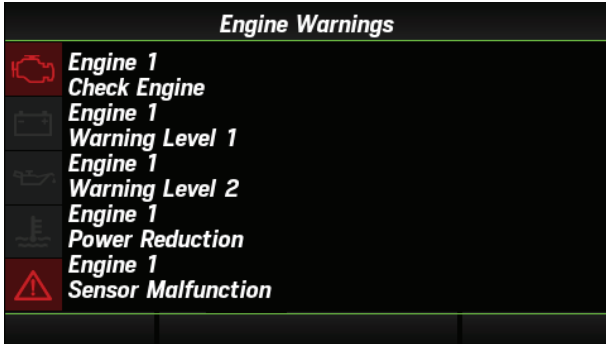 Engine Warnings
Engine 1
Check Engine
Engine 1
Warning Level 1
Engine 1
Warning Level 2
Engine 1
Power Reduction
Engine 1
Sensor Malfunction